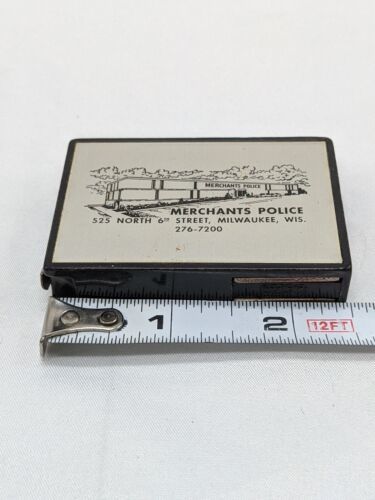 MERCHANTS POLICE
MERCHANTS POLICE
525 NORTH 6TH STREET, MILWAUKEE, WIS.
276-7200
1 2 12FT